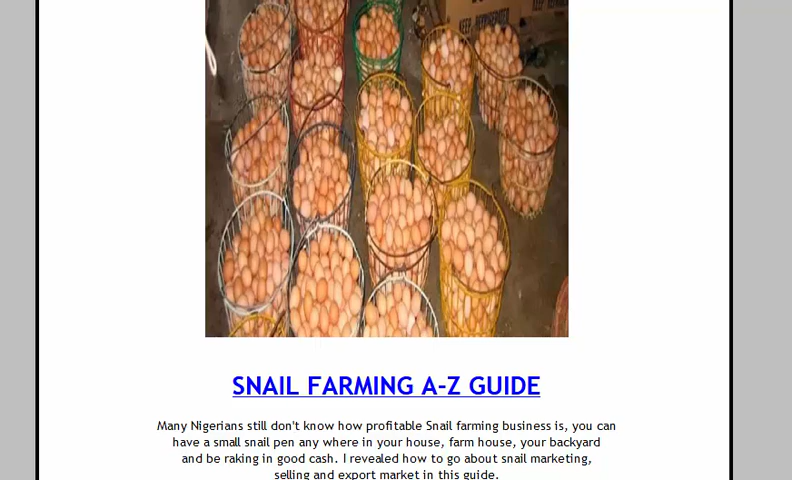 KEEP REFRIGERATED
SNAIL FARMING A-Z GUIDE
Many Nigerians still don't know how profitable Snail farming business is, you can
have a small snail pen any where in your house, farm house, your backyard
and be raking in good cash. I revealed how to go about snail marketing,
selling and export market in this guide.